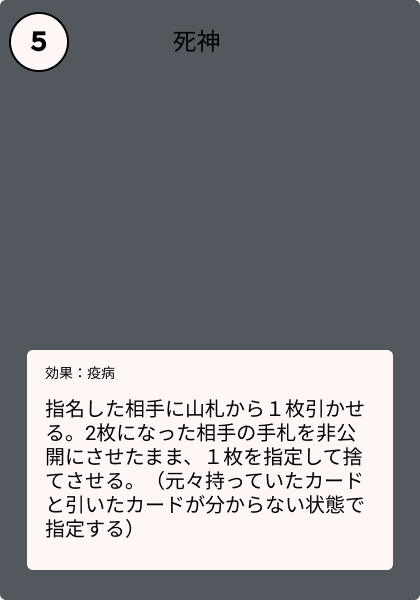 5
死神
効果：疫病
指名した相手に山札から１枚引かせ
る。2枚になった相手の手札を非公
開にさせたまま、１枚を指定して捨
てさせる。（元々持っていたカード
と引いたカードが分からない状態で
指定する）